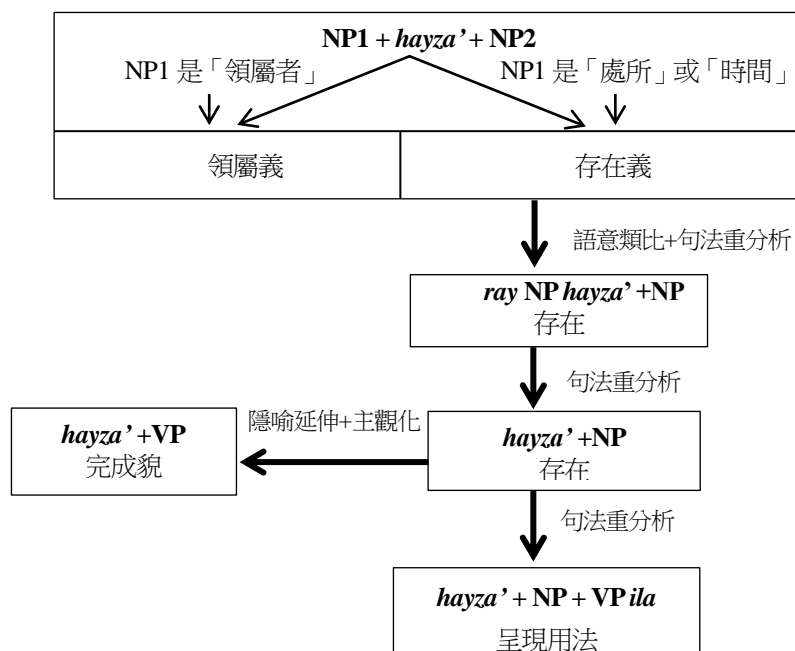 NP1 + hayza’ + NP2
NP1 是「領屬者」 NP1 是「處所」或「時間」
領屬義 存在義
語意類比+句法重分析
ray NP hayza’ +NP
存在
句法重分析
hayza’ +VP
完成貌
隱喻延伸+主觀化
hayza’ +NP
存在
句法重分析
hayza’ + NP + VP ila
呈現用法